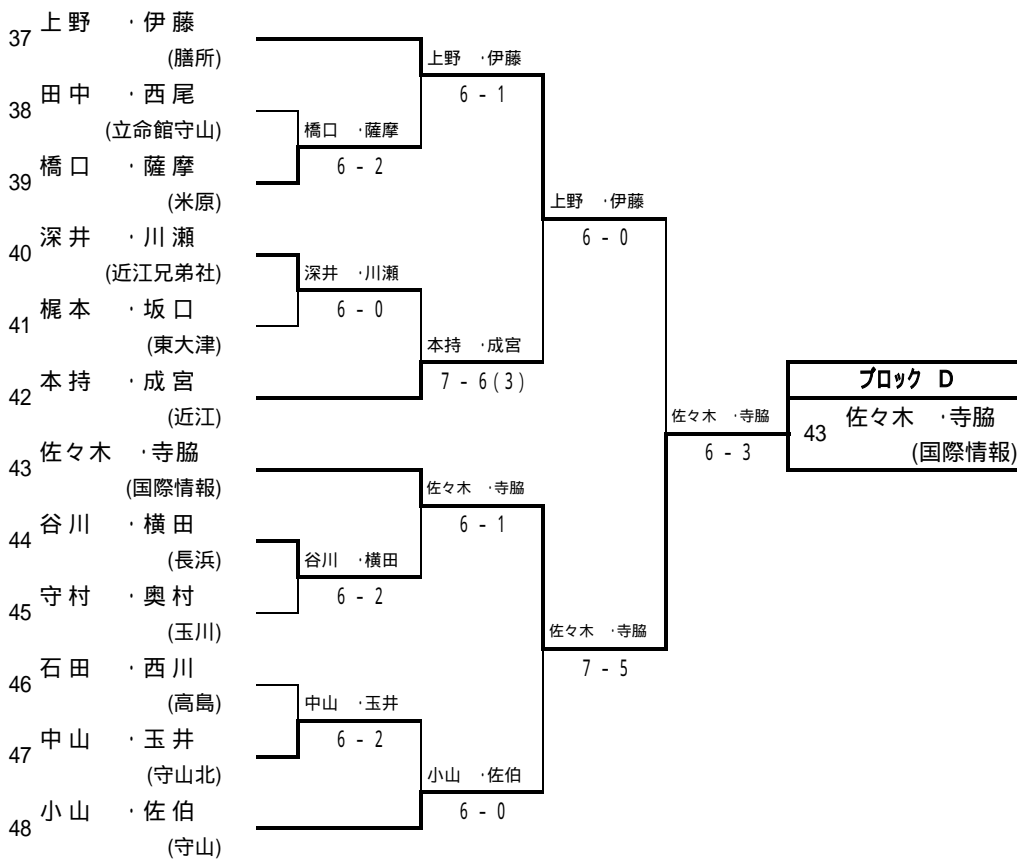 37 上野 ・伊藤
(膳所)
38 田中 ・西尾
(立命館守山)
39 橋口 ・薩摩
(米原)
40 深井 ・川瀬
(近江兄弟社)
41 梶本 ・坂口
(東大津)
42 本持 ・成宮
(近江)
43 佐々木 ・寺脇
(国際情報)
44 谷川 ・横田
(長浜)
45 守村 ・奥村
(玉川)
46 石田 ・西川
(高島)
47 中山 ・玉井
(守山北)
48 小山 ・佐伯
(守山)
橋口 ・薩摩
6 - 2
深井 ・川瀬
6 - 0
谷川 ・横田
6 - 2
中山 ・玉井
6 - 2
上野 ・伊藤
6 - 1
本持 ・成宮
7 - 6(3)
佐々木 ・寺脇
6 - 1
小山 ・佐伯
6 - 0
上野 ・伊藤
6 - 0
佐々木 ・寺脇
7 - 5
佐々木 ・寺脇
6 - 3
ブロック D
43 佐々木 ・寺脇
(国際情報)